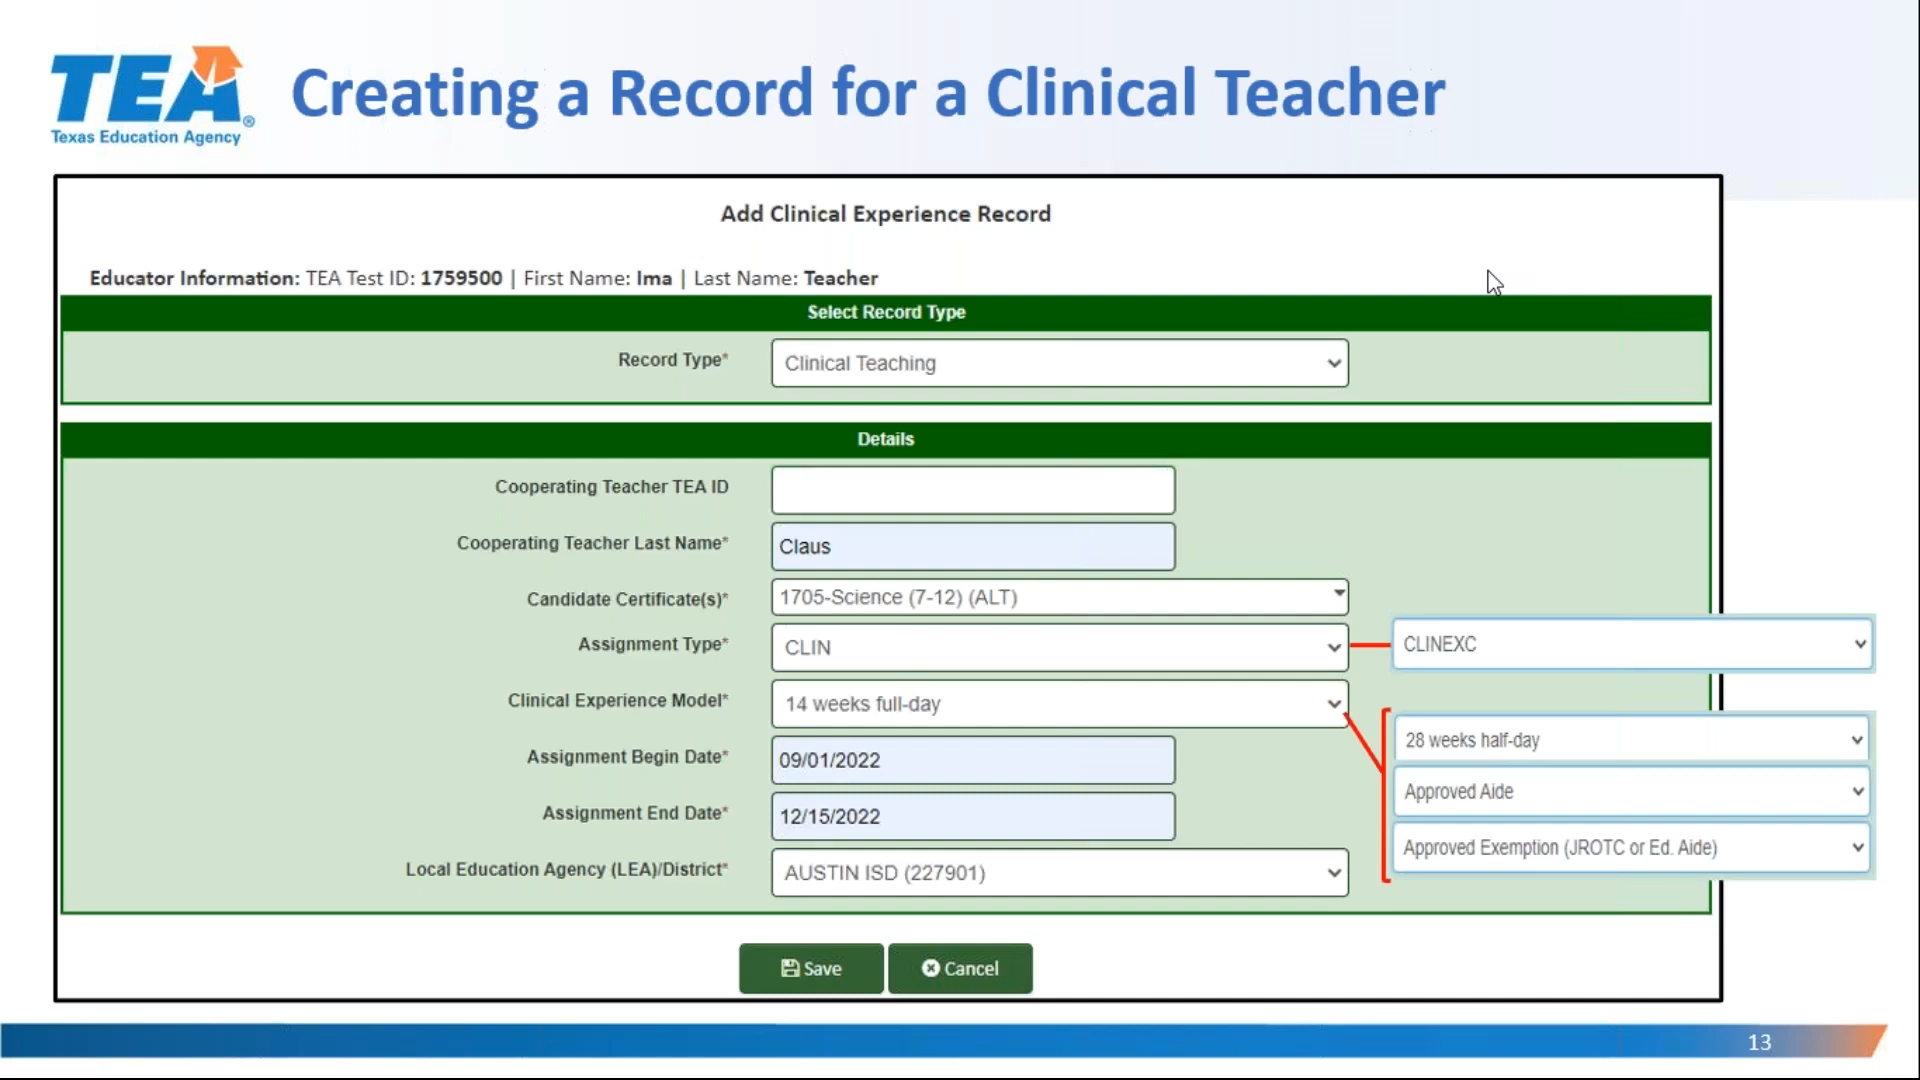 TEA®
Texas Education Agency
Creating a Record for a Clinical Teacher
Add Clinical Experience Record
Educator Information: TEA Test ID: 1759500 | First Name: Ima | Last Name: Teacher
Select Record Type
Record Type* Clinical Teaching
Details
Cooperating Teacher TEA ID
Cooperating Teacher Last Name* Claus
Candidate Certificate(s)* 1705-Science (7-12) (ALT)
Assignment Type* CLIN CLINEXC
Clinical Experience Model* 14 weeks full-day
28 weeks half-day
Assignment Begin Date* 09/01/2022
Approved Aide
Assignment End Date* 12/15/2022
Approved Exemption (JROTC or Ed. Aide)
Local Education Agency (LEA)/District* AUSTIN ISD (227901)
Save Cancel
13